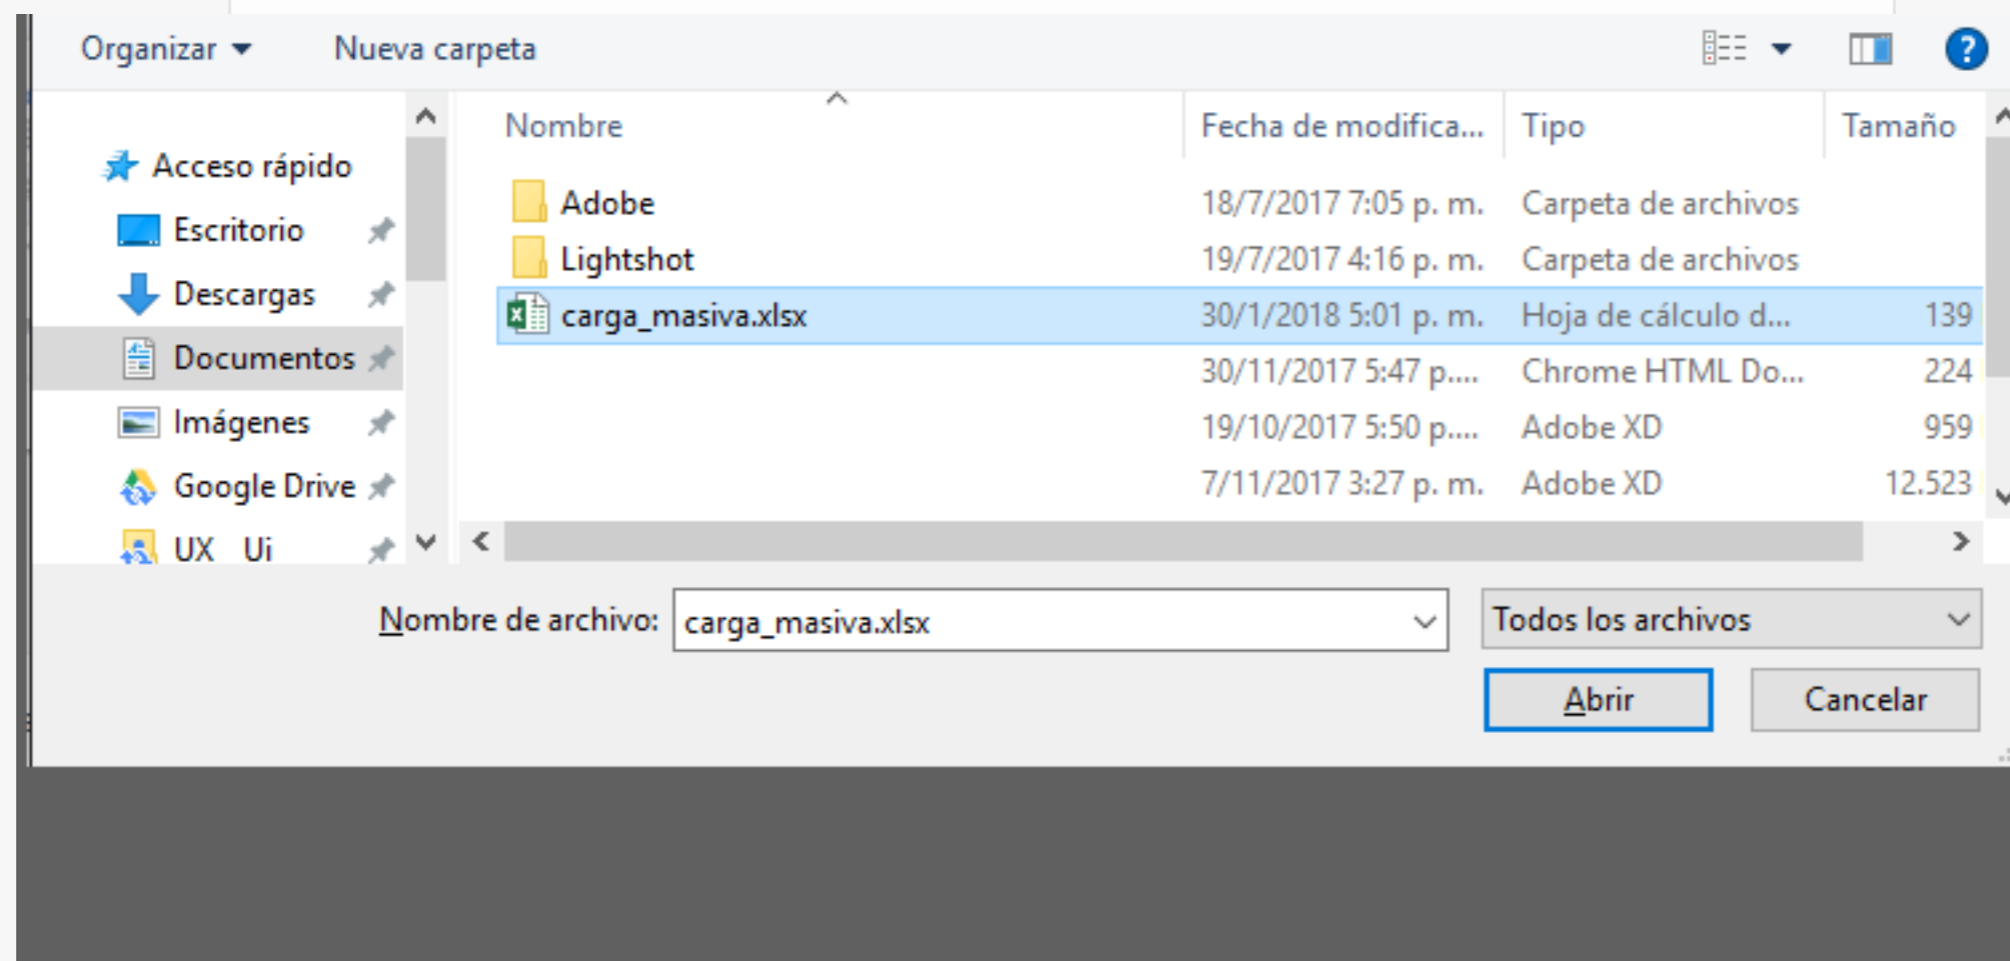 Organizar Nueva carpeta
Acceso rápido
Escritorio
Descargas
Documentos
Imágenes
Google Drive
UX Ui
Nombre Fecha de modifica... Tipo Tamaño
Adobe 18/7/2017 7:05 p. m. Carpeta de archivos
Lightshot 19/7/2017 4:16 p. m. Carpeta de archivos
carga_masiva.xlsx 30/1/2018 5:01 p. m. Hoja de cálculo d... 139
30/11/2017 5:47 p.... Chrome HTML Do... 224
19/10/2017 5:50 p.... Adobe XD 959
7/11/2017 3:27 p. m. Adobe XD 12.523
Nombre de archivo: carga_masiva.xlsx Todos los archivos
Abrir Cancelar